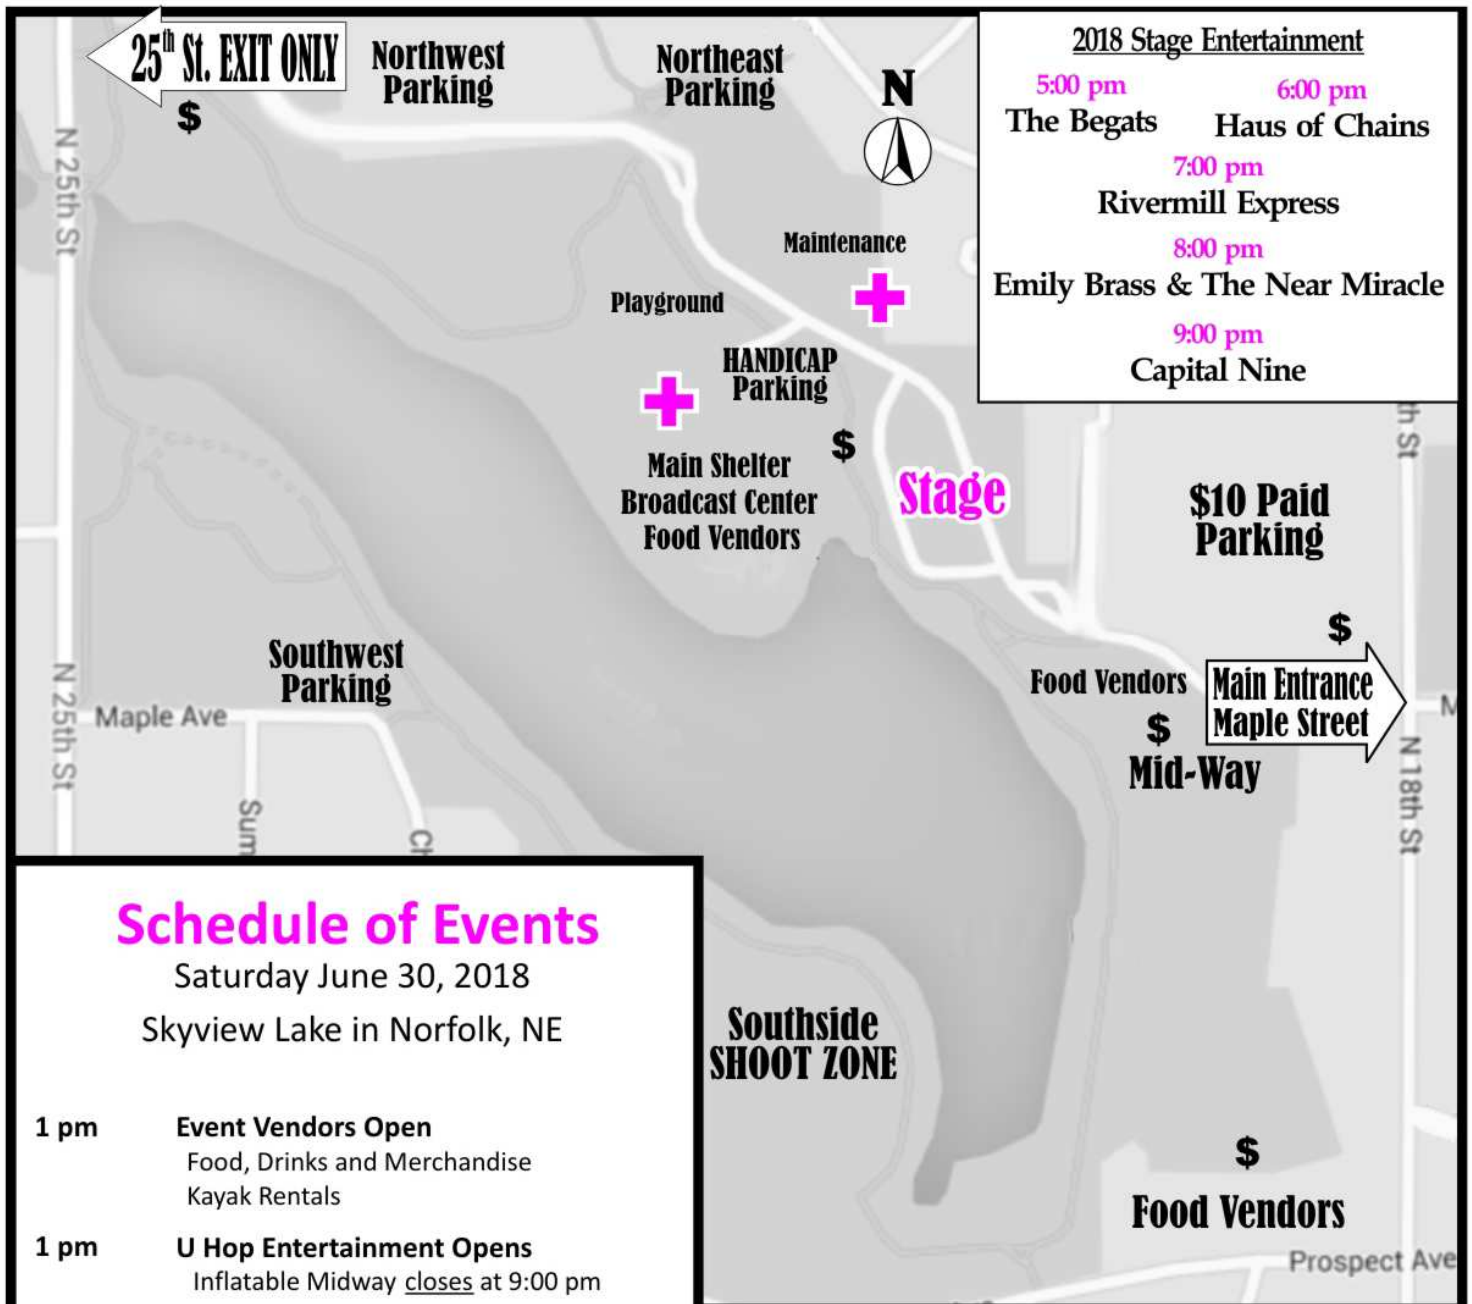 25th St. EXIT ONLY
$
Northwest
Parking
Northeast
Parking
N
2018 Stage Entertainment
5:00 pm
The Begats
6:00 pm
Haus of Chains
7:00 pm
Rivermill Express
8:00 pm
Emily Brass & The Near Miracle
9:00 pm
Capital Nine
N 25th St
Maintenance
Playground
HANDICAP
Parking
$
Main Shelter
Broadcast Center
Food Vendors
Stage
th St
$10 Paid
Parking
$
Southwest
Parking
Maple Ave
N 25th St
Sum
Ch
Food Vendors
$
Mid-Way
Main Entrance
Maple Street
M
N 18th St
Schedule of Events
Saturday June 30, 2018
Skyview Lake in Norfolk, NE
1 pm Event Vendors Open
Food, Drinks and Merchandise
Kayak Rentals
1 pm U Hop Entertainment Opens
Inflatable Midway closes at 9:00 pm
Southside
SHOOT ZONE
$
Food Vendors
Prospect Ave